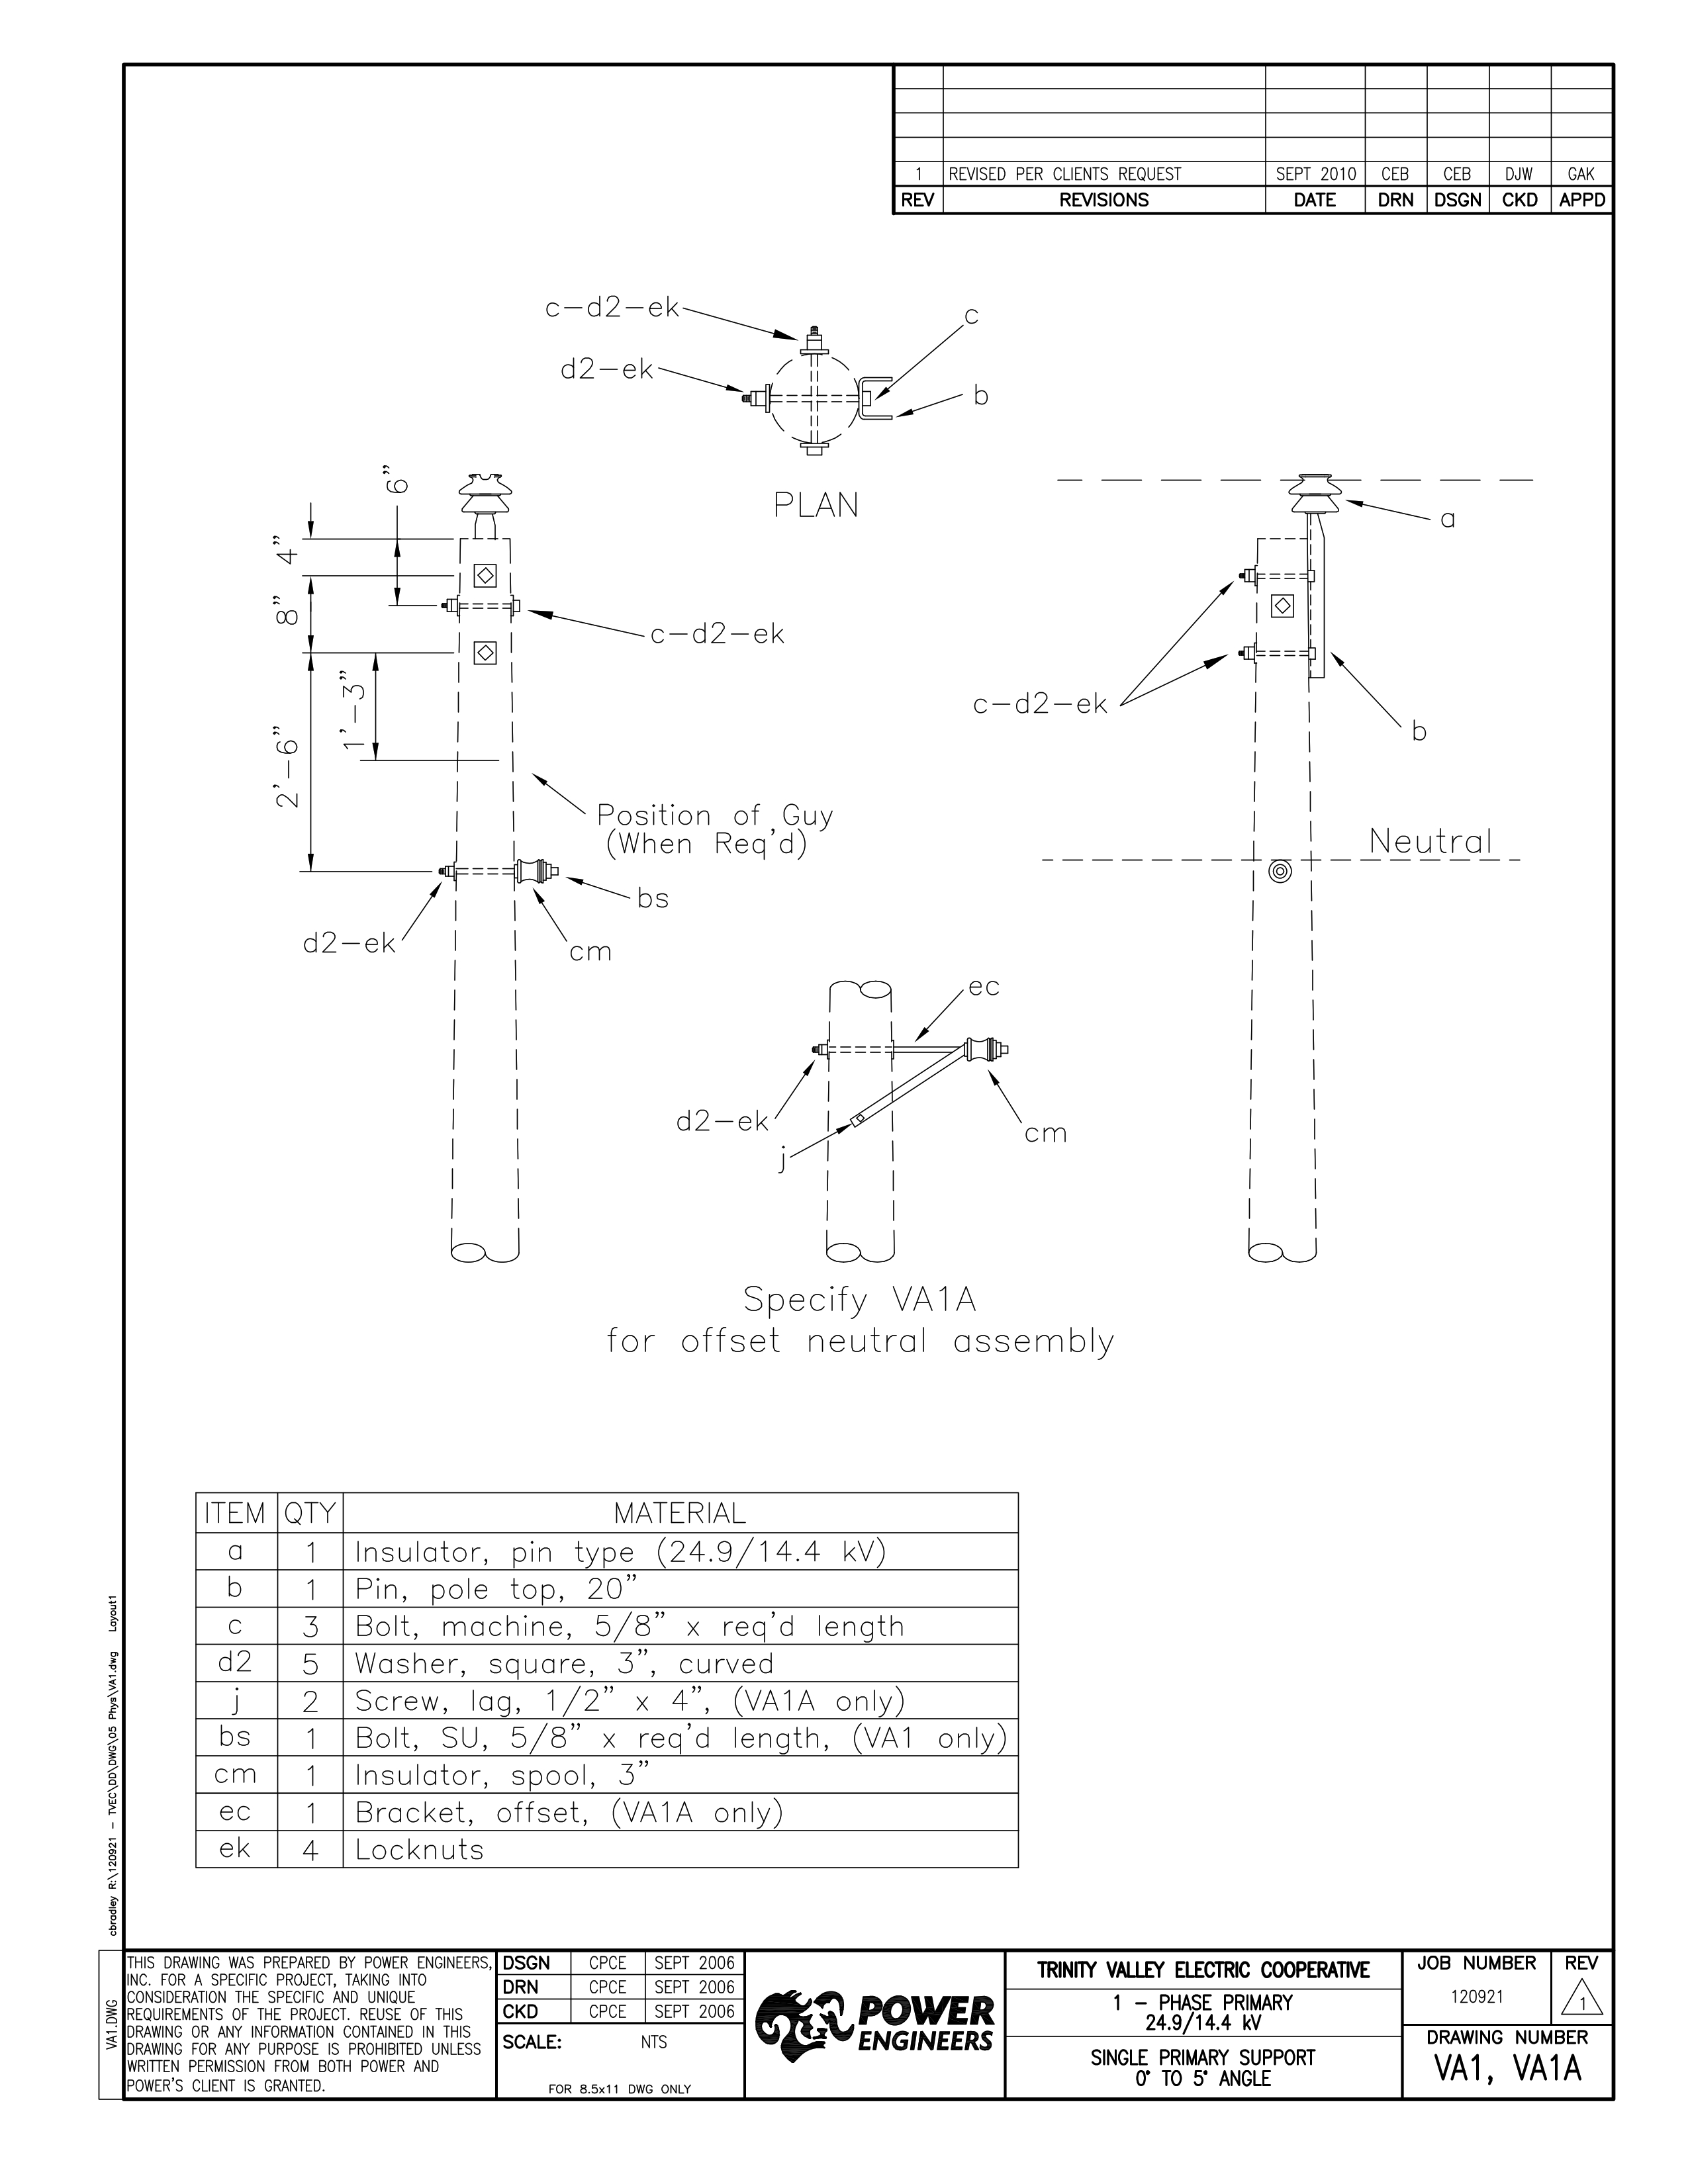 1 REVISED PER CLIENTS REQUEST SEPT 2010 CEB CEB DJW GAK
REV REVISIONS DATE DRN DSGN CKD APPD
c-d2-ek
c
d2-ek
b
PLAN
6"
4"
8"
c-d2-ek
1'-3"
2'-6"
Position of Guy
(When Req'd)
bs
d2-ek
cm
a
c-d2-ek
b
Neutral
ec
d2-ek
cm
j
Specify VA1A
for offset neutral assembly
ITEM QTY MATERIAL
a 1 Insulator, pin type (24.9/14.4 kV)
b 1 Pin, pole top, 20"
c 3 Bolt, machine, 5/8" x req'd length
d2 5 Washer, square, 3", curved
j 2 Screw, lag, 1/2" x 4", (VA1A only)
bs 1 Bolt, SU, 5/8" x req'd length, (VA1 only)
cm 1 Insulator, spool, 3"
ec 1 Bracket, offset, (VA1A only)
ek 4 Locknuts
cbradley R:\120921 - TVEC\DD\DWG\05 Phys\VA1.dwg Layout1
VA1.DWG
THIS DRAWING WAS PREPARED BY POWER ENGINEERS,
INC. FOR A SPECIFIC PROJECT, TAKING INTO
CONSIDERATION THE SPECIFIC AND UNIQUE
REQUIREMENTS OF THE PROJECT. REUSE OF THIS
DRAWING OR ANY INFORMATION CONTAINED IN THIS
DRAWING FOR ANY PURPOSE IS PROHIBITED UNLESS
WRITTEN PERMISSION FROM BOTH POWER AND
POWER'S CLIENT IS GRANTED.
DSGN CPCE SEPT 2006
DRN CPCE SEPT 2006
CKD CPCE SEPT 2006
SCALE: NTS
FOR 8.5x11 DWG ONLY
POWER
ENGINEERS
TRINITY VALLEY ELECTRIC COOPERATIVE
1 - PHASE PRIMARY
24.9/14.4 kV
SINGLE PRIMARY SUPPORT
0° TO 5° ANGLE
JOB NUMBER
120921
REV
1
DRAWING NUMBER
VA1, VA1A